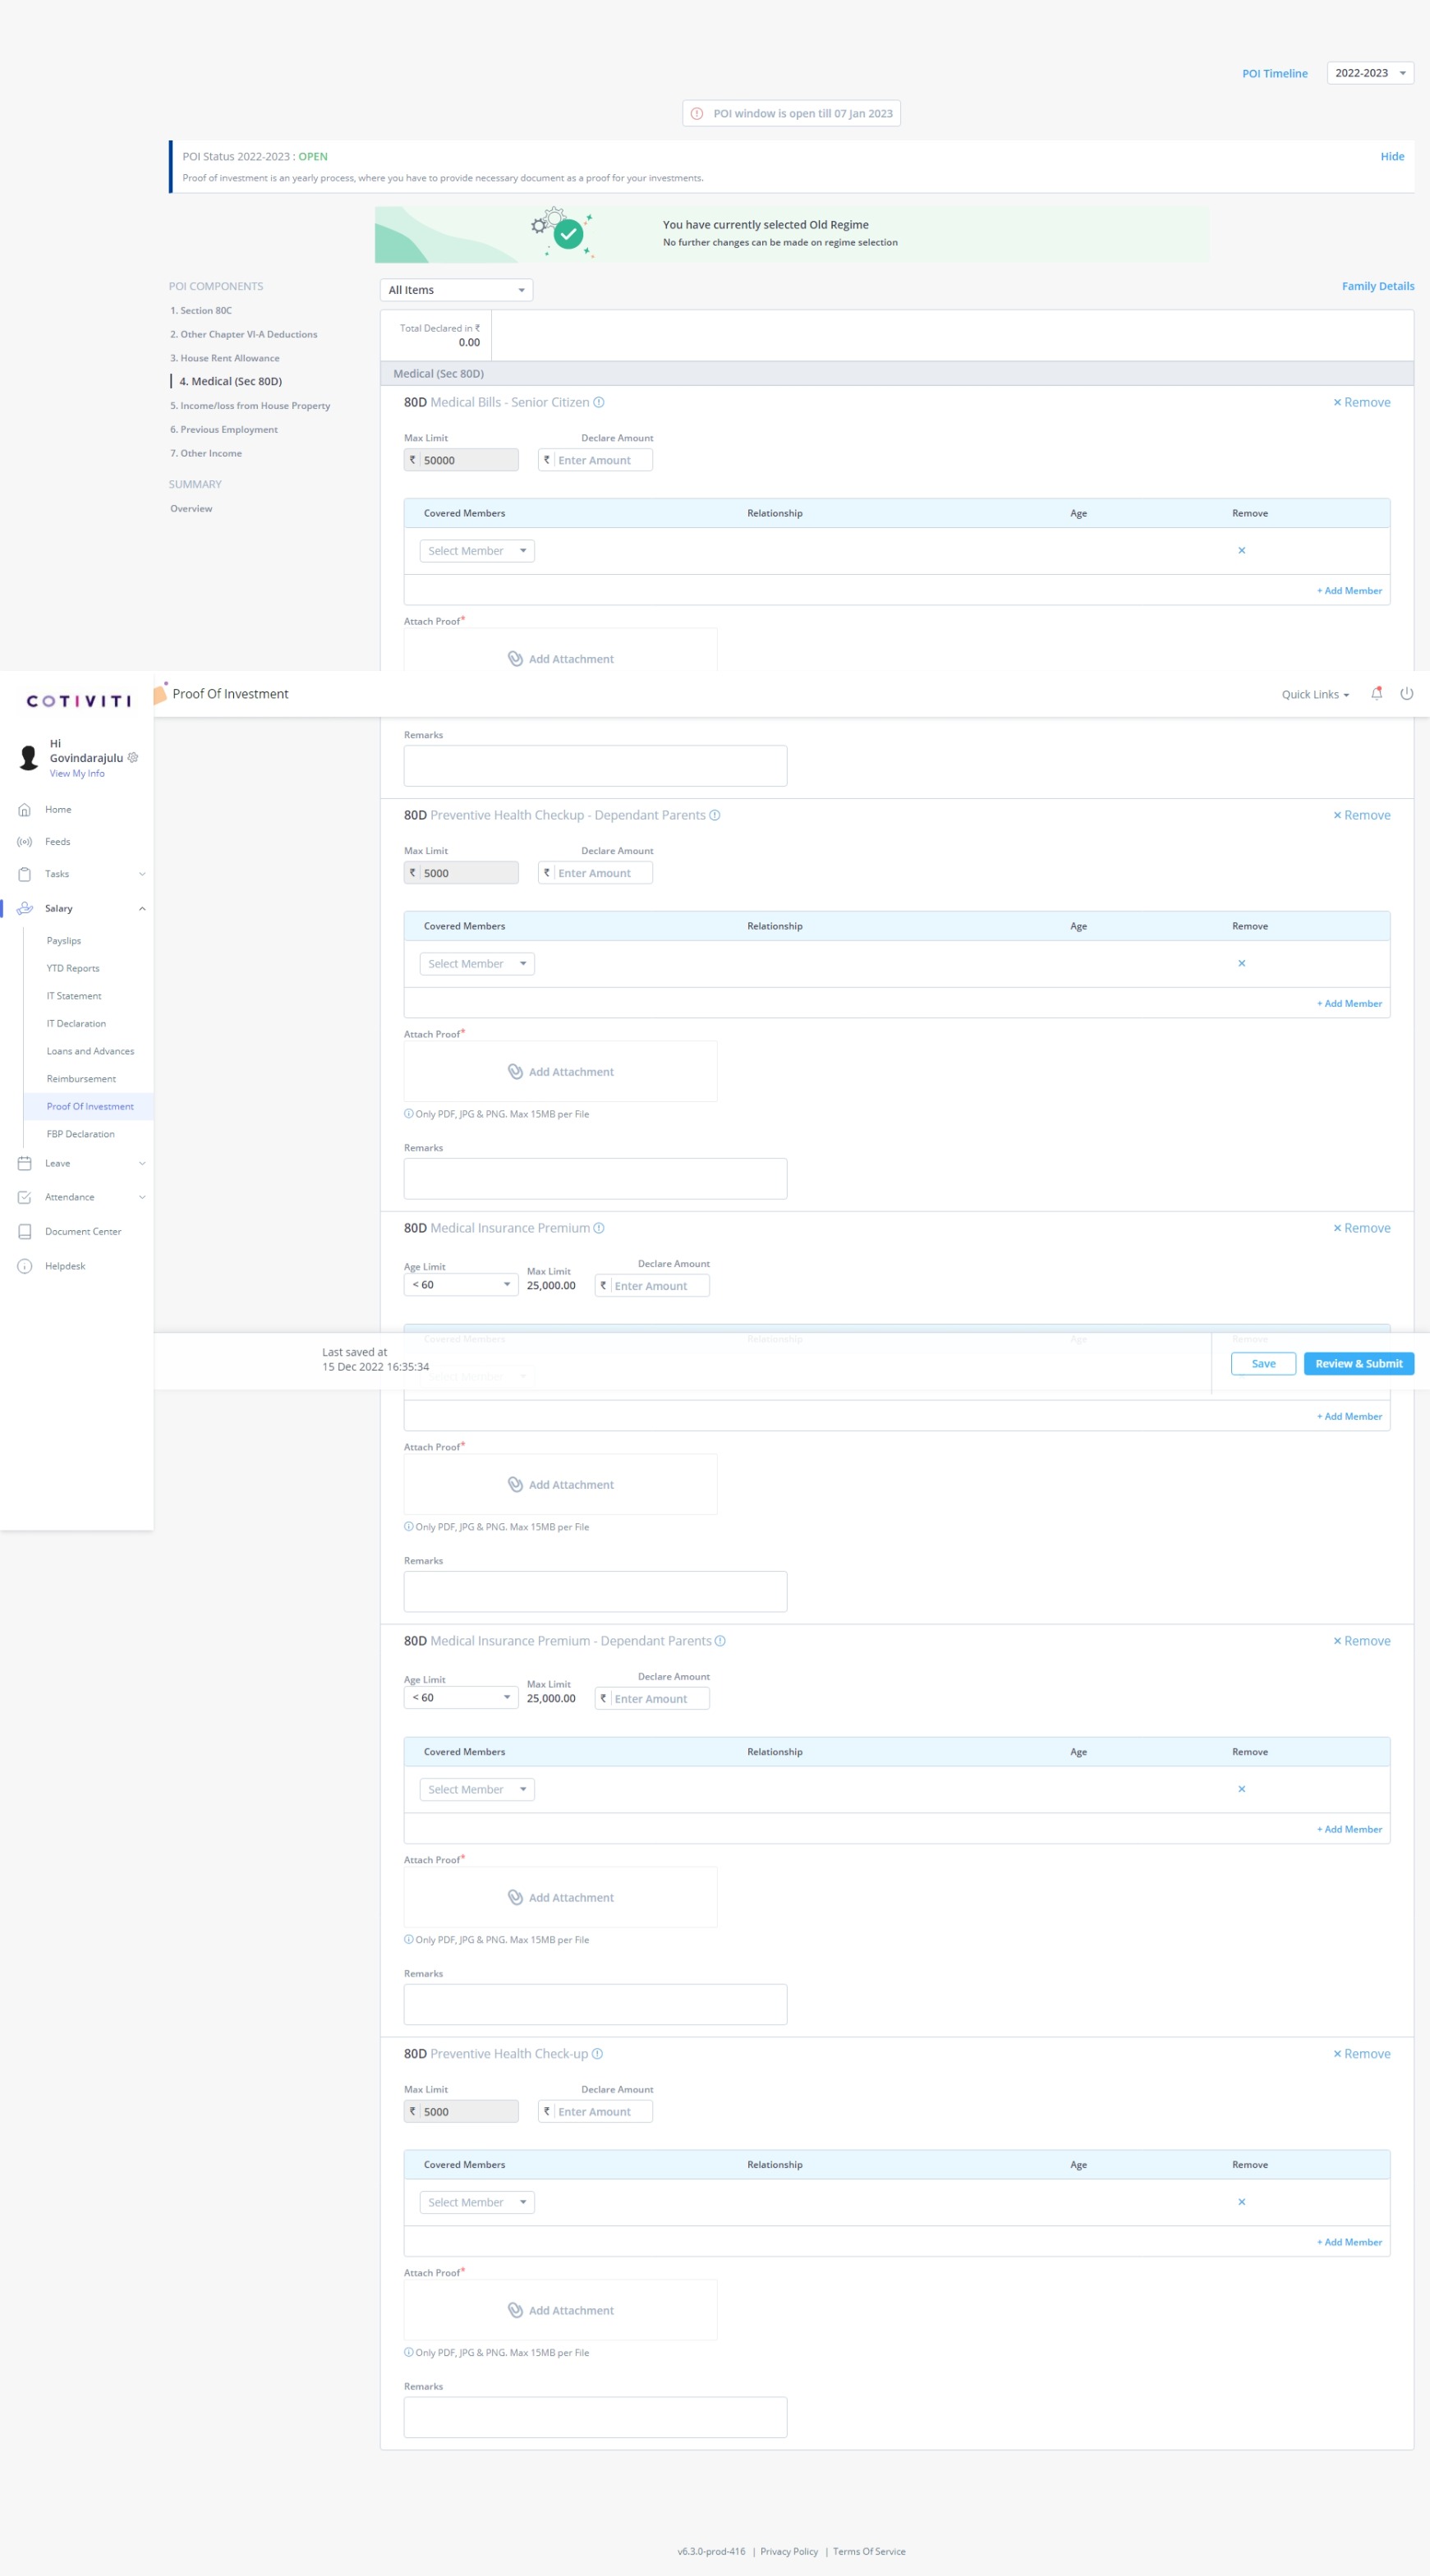 POI Timeline
2022-2023
POI window is open till 07 Jan 2023
POI Status 2022-2023 : OPEN
Hide
Proof of investment is an yearly process, where you have to provide necessary document as a proof for your investments.
You have currently selected Old Regime
No further changes can be made on regime selection
POI COMPONENTS
1. Section 80C
2. Other Chapter VI-A Deductions
3. House Rent Allowance
4. Medical (Sec 80D)
5. Income/loss from House Property
6. Previous Employment
7. Other Income
SUMMARY
Overview
All Items
Family Details
Total Declared in ₹
0.00
Medical (Sec 80D)
80D Medical Bills - Senior Citizen
× Remove
Max Limit Declare Amount
₹ 50000 ₹ Enter Amount
Covered Members Relationship Age Remove
Select Member ×
+ Add Member
Attach Proof*
Add Attachment
COTIVITI
Proof Of Investment
Quick Links
Hi
Govindarajulu
View My Info
Home
Feeds
Tasks
Salary
Payslips
YTD Reports
IT Statement
IT Declaration
Loans and Advances
Reimbursement
Proof Of Investment
FBP Declaration
Leave
Attendance
Document Center
Helpdesk
Remarks
80D Preventive Health Checkup - Dependant Parents
× Remove
Max Limit Declare Amount
₹ 5000 ₹ Enter Amount
Covered Members Relationship Age Remove
Select Member ×
+ Add Member
Attach Proof*
Add Attachment
Only PDF, JPG & PNG. Max 15MB per File
Remarks
80D Medical Insurance Premium
× Remove
Age Limit Max Limit Declare Amount
< 60 25,000.00 ₹ Enter Amount
Covered Members Relationship Age Remove
Last saved at
15 Dec 2022 16:35:34
Select Member
Save
Review & Submit
+ Add Member
Attach Proof*
Add Attachment
Only PDF, JPG & PNG. Max 15MB per File
Remarks
80D Medical Insurance Premium - Dependant Parents
× Remove
Age Limit Max Limit Declare Amount
< 60 25,000.00 ₹ Enter Amount
Covered Members Relationship Age Remove
Select Member ×
+ Add Member
Attach Proof*
Add Attachment
Only PDF, JPG & PNG. Max 15MB per File
Remarks
80D Preventive Health Check-up
× Remove
Max Limit Declare Amount
₹ 5000 ₹ Enter Amount
Covered Members Relationship Age Remove
Select Member ×
+ Add Member
Attach Proof*
Add Attachment
Only PDF, JPG & PNG. Max 15MB per File
Remarks
v6.3.0-prod-416 | Privacy Policy | Terms Of Service